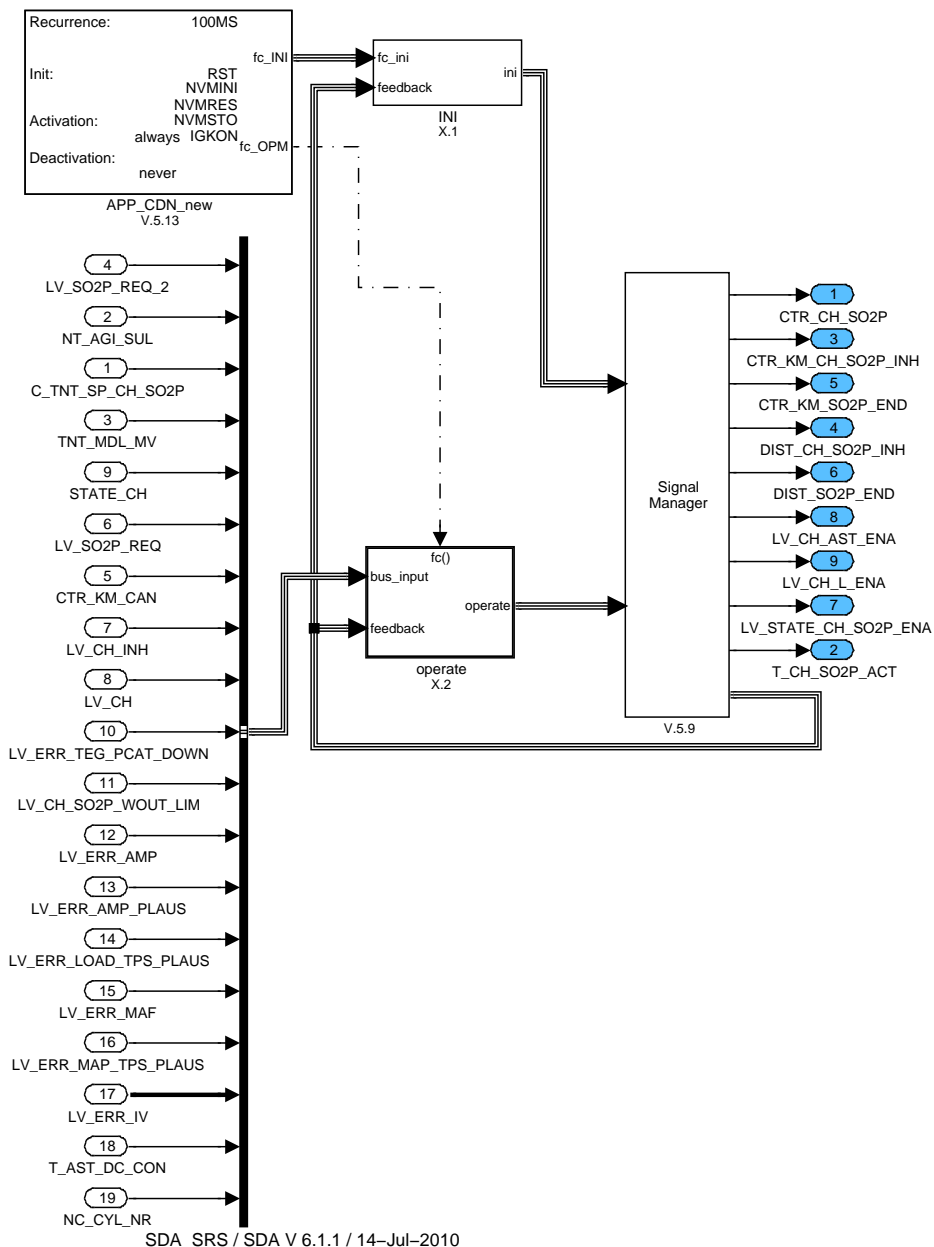 Recurrence: 100MS
fc_INI
Init: RST
NVMINI
NVMRES
Activation: NVMSTO
always IGKON
fc_OPM
Deactivation:
never
APP_CDN_new
V.5.13
fc_ini
feedback
ini
INI
X.1
4
LV_SO2P_REQ_2
2
NT_AGI_SUL
1
C_TNT_SP_CH_SO2P
3
TNT_MDL_MV
9
STATE_CH
6
LV_SO2P_REQ
5
CTR_KM_CAN
7
LV_CH_INH
8
LV_CH
10
LV_ERR_TEG_PCAT_DOWN
11
LV_CH_SO2P_WOUT_LIM
12
LV_ERR_AMP
13
LV_ERR_AMP_PLAUS
14
LV_ERR_LOAD_TPS_PLAUS
15
LV_ERR_MAF
16
LV_ERR_MAP_TPS_PLAUS
17
LV_ERR_IV
18
T_AST_DC_CON
19
NC_CYL_NR
fc()
bus_input
operate
feedback
operate
X.2
Signal
Manager
V.5.9
1
CTR_CH_SO2P
3
CTR_KM_CH_SO2P_INH
5
CTR_KM_SO2P_END
4
DIST_CH_SO2P_INH
6
DIST_SO2P_END
8
LV_CH_AST_ENA
9
LV_CH_L_ENA
7
LV_STATE_CH_SO2P_ENA
2
T_CH_SO2P_ACT
SDA SRS / SDA V 6.1.1 / 14–Jul–2010